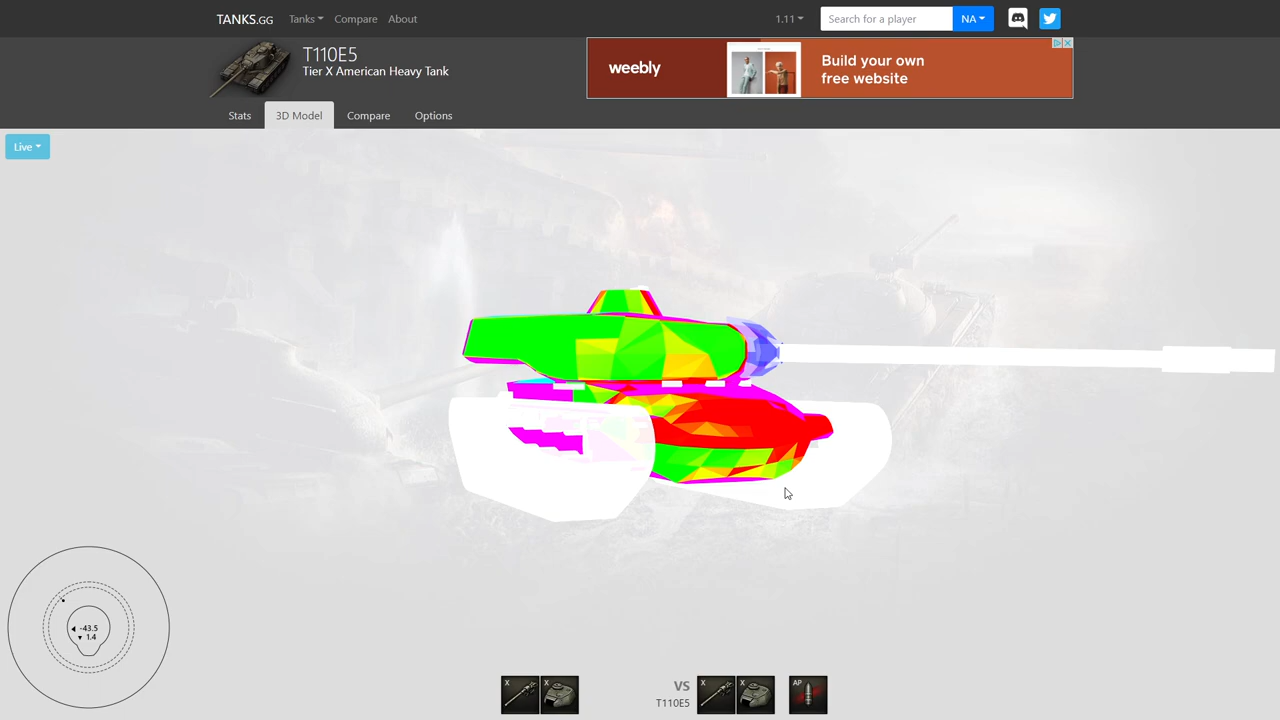 TANKS.GG Tanks Compare About 1.11 Search for a player NA
T110E5
Tier X American Heavy Tank
weebly
Build your own
free website
Stats 3D Model Compare Options
Live
-43.5
1.4
X X VS X X AP
T110E5